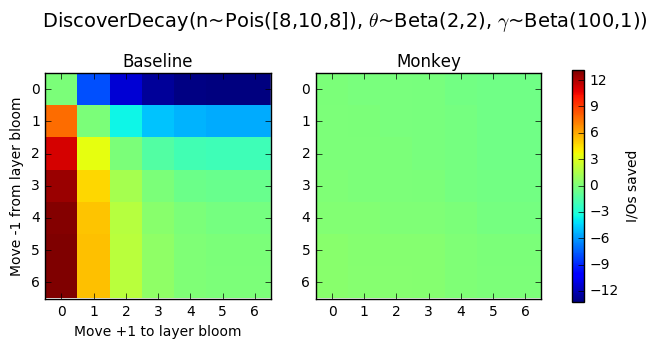 DiscoverDecay(n~Pois([8,10,8]), θ~Beta(2,2), γ~Beta(100,1))
Baseline
Monkey
Move -1 from layer bloom
0
1
2
3
4
5
6
0 1 2 3 4 5 6
Move +1 to layer bloom
0
1
2
3
4
5
6
0 1 2 3 4 5 6
12
9
6
3
0
−3
−6
−9
−12
I/Os saved